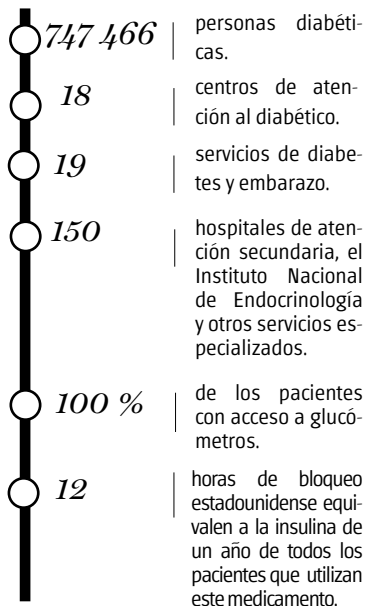 747 466
personas diabéti-
cas.
18
centros de aten-
ción al diabético.
19
servicios de diabe-
tes y embarazo.
150
hospitales de aten-
ción secundaria, el
Instituto Nacional
de Endocrinología
y otros servicios es-
pecializados.
100 %
de los pacientes
con acceso a glucó-
metros.
12
horas de bloqueo
estadounidense equi-
valen a la insulina de
un año de todos los
pacientes que utilizan
este medicamento.